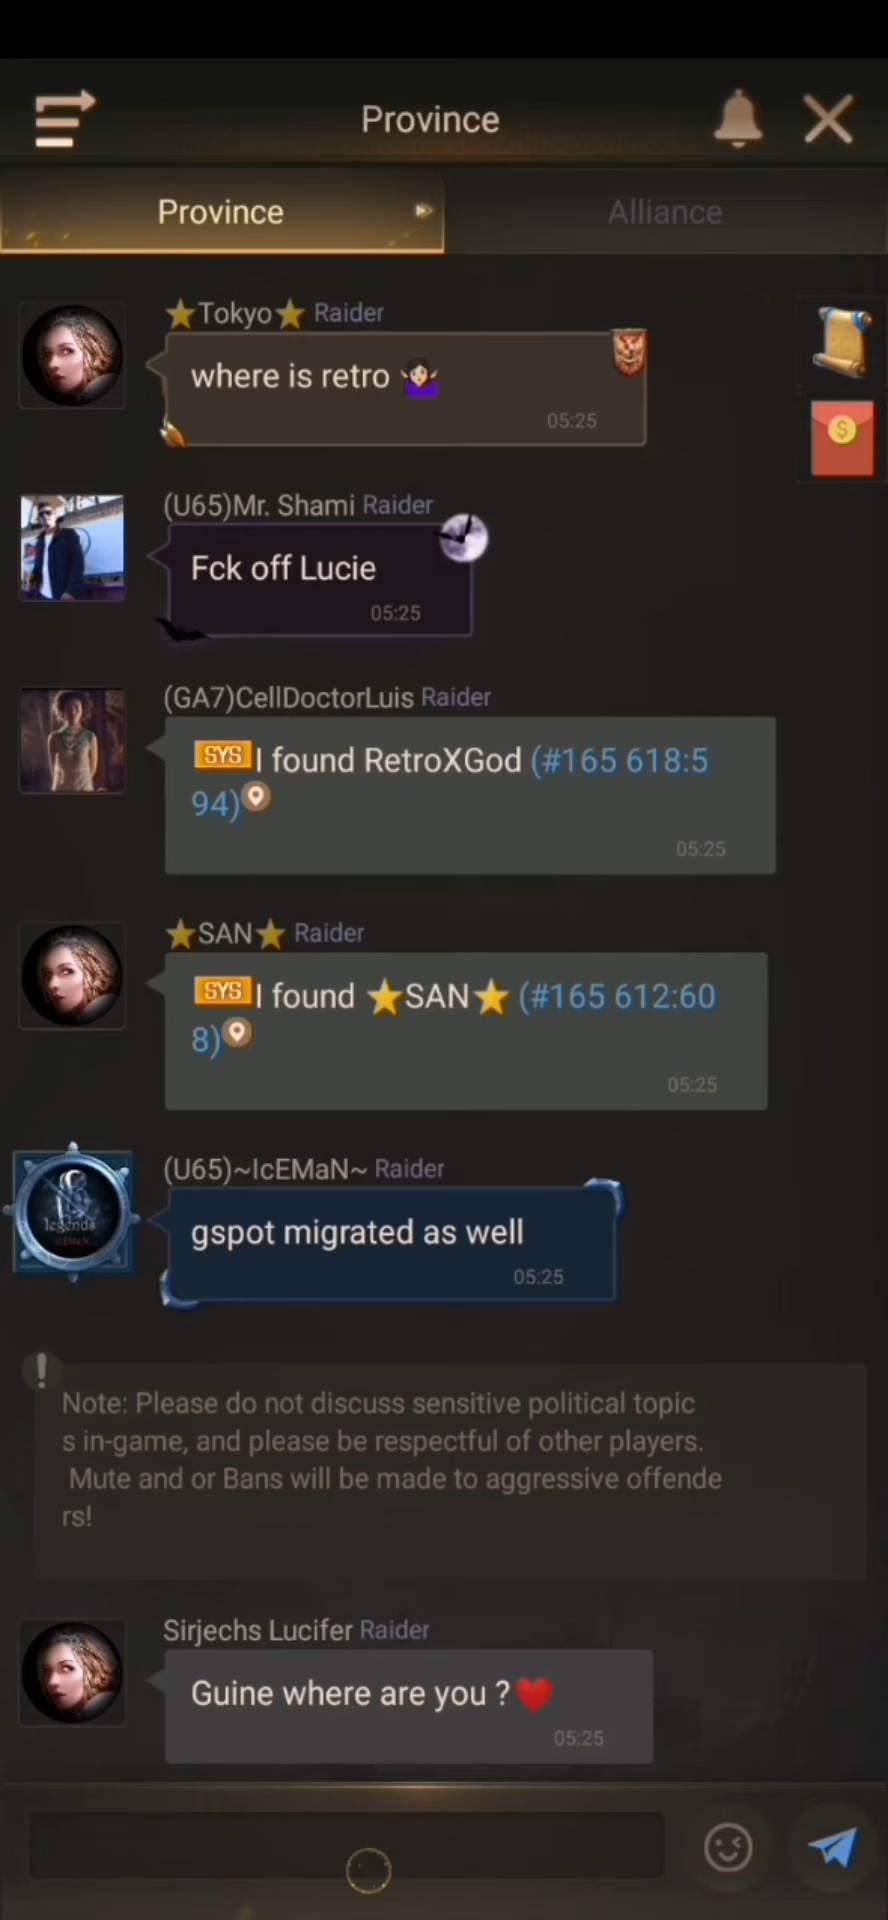 Province
Province
Alliance
⭐Tokyo⭐ Raider
where is retro 🤷🏻‍♀️
05:25
(U65)Mr. Shami Raider
Fck off Lucie
05:25
(GA7)CellDoctorLuis Raider
SYS I found RetroXGod (#165 618:5
94)
05:25
⭐SAN⭐ Raider
SYS I found ⭐SAN⭐ (#165 612:60
8)
05:25
(U65)~IcEMaN~ Raider
legends
icEMaN
gspot migrated as well
05:25
Note: Please do not discuss sensitive political topic
s in-game, and please be respectful of other players.
Mute and or Bans will be made to aggressive offende
rs!
Sirjechs Lucifer Raider
Guine where are you ?❤️
05:25